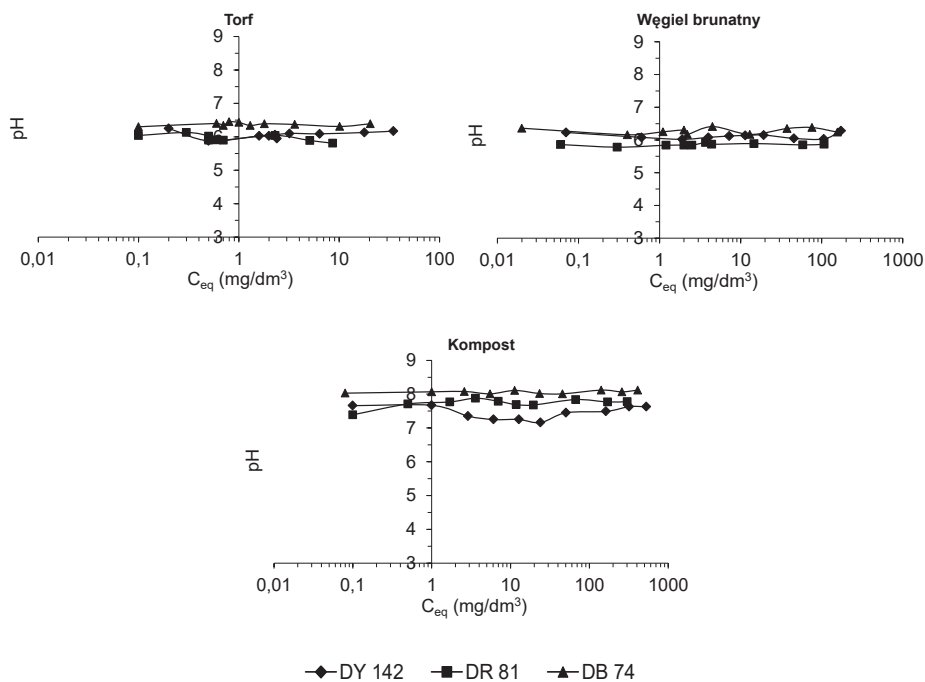 Torf
9
8
7
6
5
4
3
pH
0,01 0,1 1 10 100
Ceq (mg/dm³)
Węgiel brunatny
9
8
7
6
5
4
3
pH
0,01 0,1 1 10 100 1000
Ceq (mg/dm³)
Kompost
9
8
7
6
5
4
3
pH
0,01 0,1 1 10 100 1000
Ceq (mg/dm³)
DY 142 DR 81 DB 74